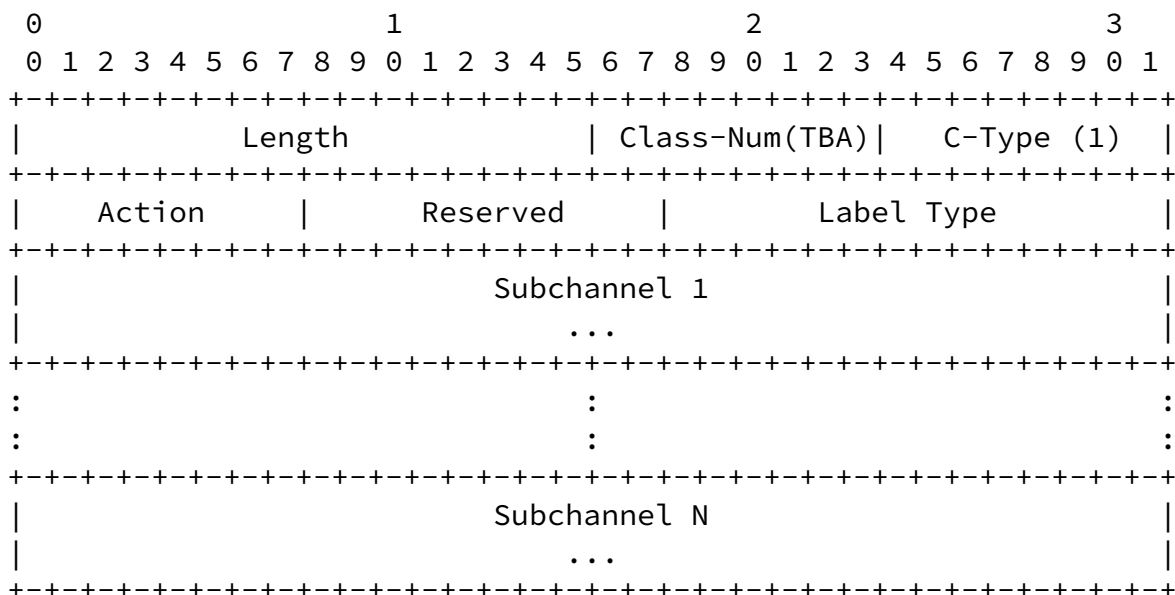 0                   1                   2                   3
 0 1 2 3 4 5 6 7 8 9 0 1 2 3 4 5 6 7 8 9 0 1 2 3 4 5 6 7 8 9 0 1
+-+-+-+-+-+-+-+-+-+-+-+-+-+-+-+-+-+-+-+-+-+-+-+-+-+-+-+-+-+-+-+-+
|            Length             | Class-Num(TBA)|   C-Type (1)  |
+-+-+-+-+-+-+-+-+-+-+-+-+-+-+-+-+-+-+-+-+-+-+-+-+-+-+-+-+-+-+-+-+
|    Action     |      Reserved     |        Label Type         |
+-+-+-+-+-+-+-+-+-+-+-+-+-+-+-+-+-+-+-+-+-+-+-+-+-+-+-+-+-+-+-+-+
|                          Subchannel 1                         |
|                              ...                              |
+-+-+-+-+-+-+-+-+-+-+-+-+-+-+-+-+-+-+-+-+-+-+-+-+-+-+-+-+-+-+-+-+
:                               :                               :
:                               :                               :
+-+-+-+-+-+-+-+-+-+-+-+-+-+-+-+-+-+-+-+-+-+-+-+-+-+-+-+-+-+-+-+-+
|                          Subchannel N                         |
|                              ...                              |
+-+-+-+-+-+-+-+-+-+-+-+-+-+-+-+-+-+-+-+-+-+-+-+-+-+-+-+-+-+-+-+-+